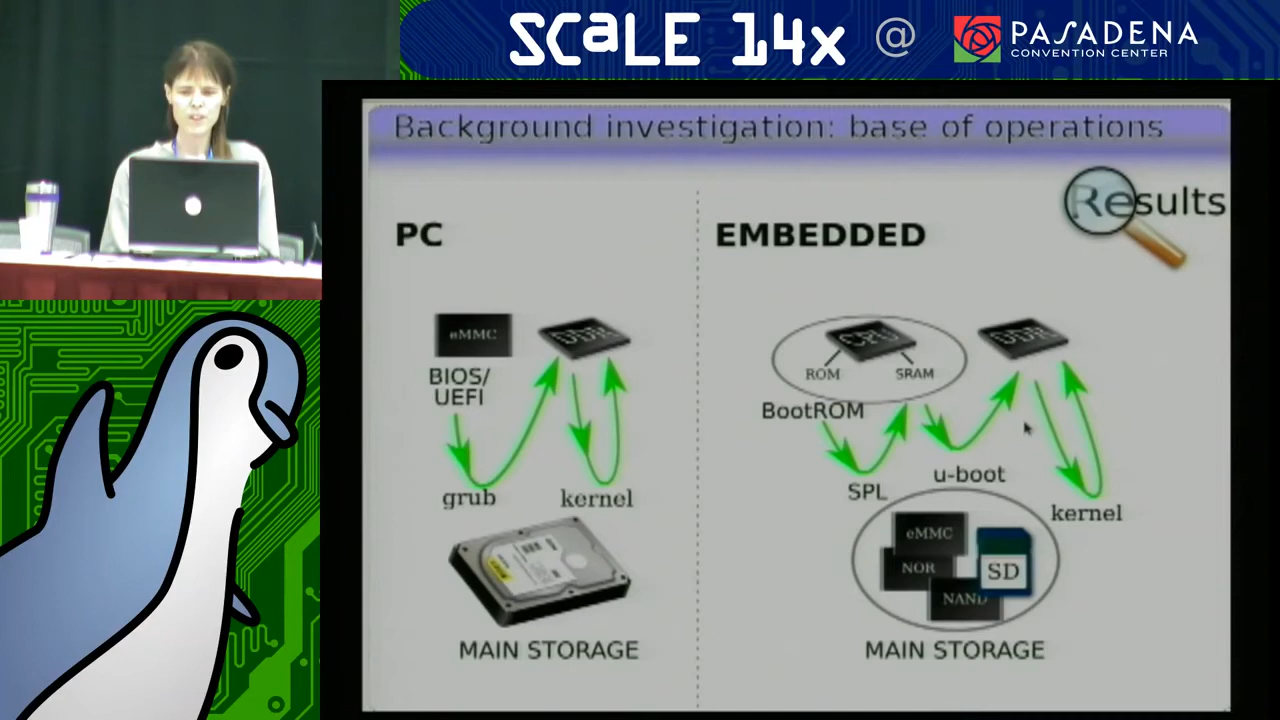 SCaLE 14x @ PASADENA
CONVENTION CENTER
Background investigation: base of operations
Results
PC
EMBEDDED
eMMC
DDR
CPU
DDR
ROM
SRAM
BIOS/
UEFI
BootROM
grub
kernel
SPL
u-boot
kernel
eMMC
NOR
SD
NAND
MAIN STORAGE
MAIN STORAGE